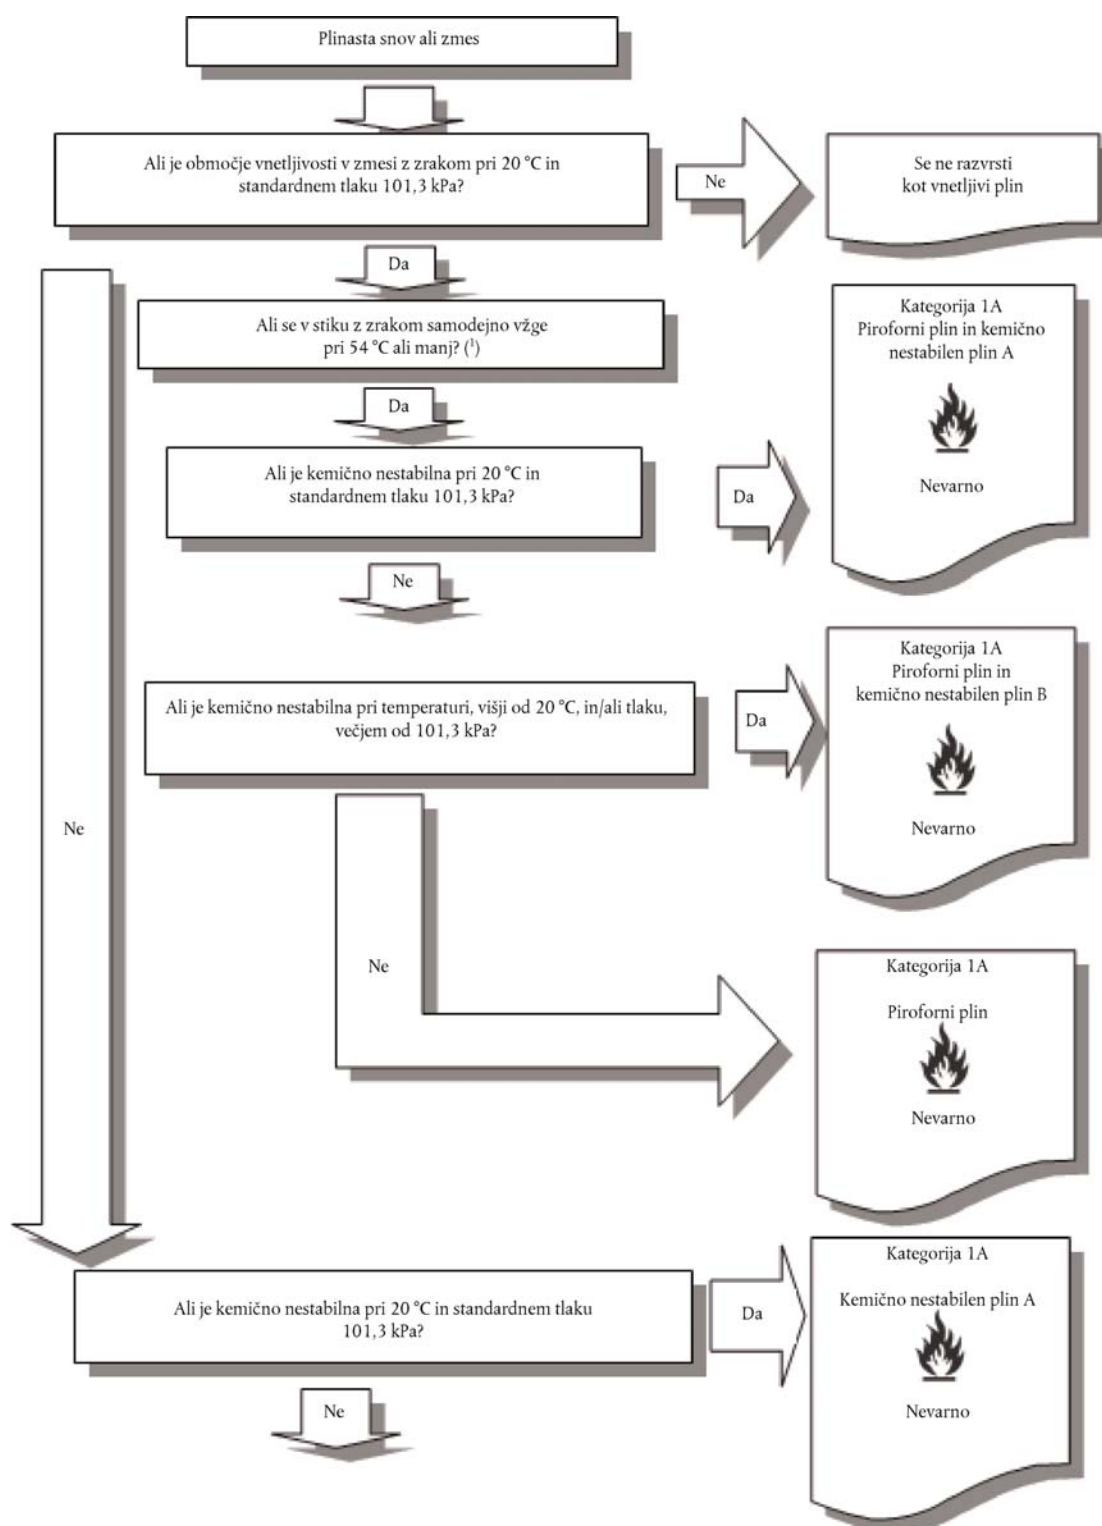 Plinasta snov ali zmes
Ali je območje vnetljivosti v zmesi z zrakom pri 20 °C in
standardnem tlaku 101,3 kPa?
Ne
Se ne razvrsti
kot vnetljivi plin
Da
Ali se v stiku z zrakom samodejno vžge
pri 54 °C ali manj? (¹)
Kategorija 1A
Piroforni plin in kemično
nestabilen plin A
Nevarno
Da
Ali je kemično nestabilna pri 20 °C in
standardnem tlaku 101,3 kPa?
Da
Ne
Kategorija 1A
Piroforni plin in
kemično nestabilen plin B
Nevarno
Ali je kemično nestabilna pri temperaturi, višji od 20 °C, in/ali tlaku,
večjem od 101,3 kPa?
Da
Ne
Ne
Kategorija 1A
Piroforni plin
Nevarno
Ali je kemično nestabilna pri 20 °C in standardnem tlaku
101,3 kPa?
Da
Kategorija 1A
Kemično nestabilen plin A
Nevarno
Ne